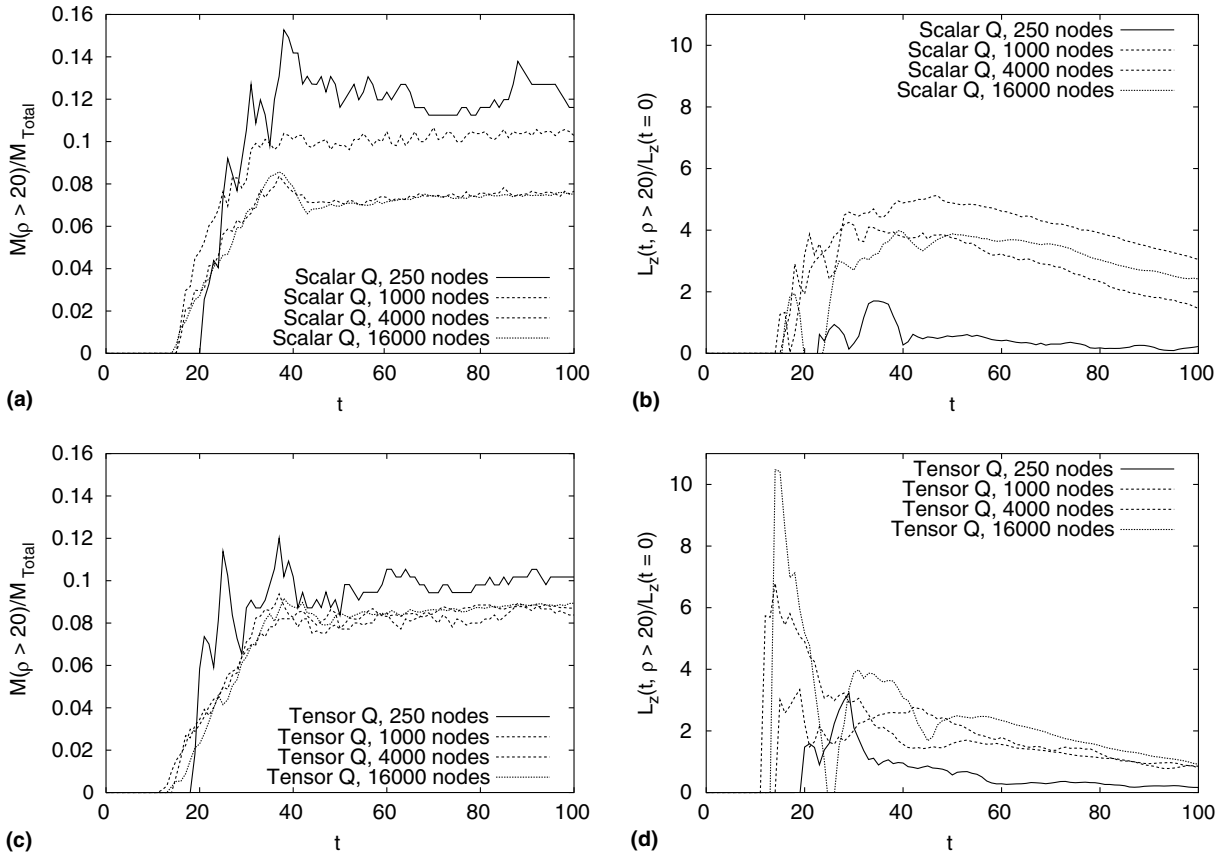 0.16
0.14
0.12
0.1
0.08
0.06
0.04
0.02
0
M(ρ > 20)/M_Total
Scalar Q, 250 nodes
Scalar Q, 1000 nodes
Scalar Q, 4000 nodes
Scalar Q, 16000 nodes
0 20 40 60 80 100
(a)
t
10
8
6
4
2
0
L_z(t, ρ > 20)/L_z(t = 0)
Scalar Q, 250 nodes
Scalar Q, 1000 nodes
Scalar Q, 4000 nodes
Scalar Q, 16000 nodes
0 20 40 60 80 100
(b)
t
0.16
0.14
0.12
0.1
0.08
0.06
0.04
0.02
0
M(ρ > 20)/M_Total
Tensor Q, 250 nodes
Tensor Q, 1000 nodes
Tensor Q, 4000 nodes
Tensor Q, 16000 nodes
0 20 40 60 80 100
(c)
t
10
8
6
4
2
0
L_z(t, ρ > 20)/L_z(t = 0)
Tensor Q, 250 nodes
Tensor Q, 1000 nodes
Tensor Q, 4000 nodes
Tensor Q, 16000 nodes
0 20 40 60 80 100
(d)
t